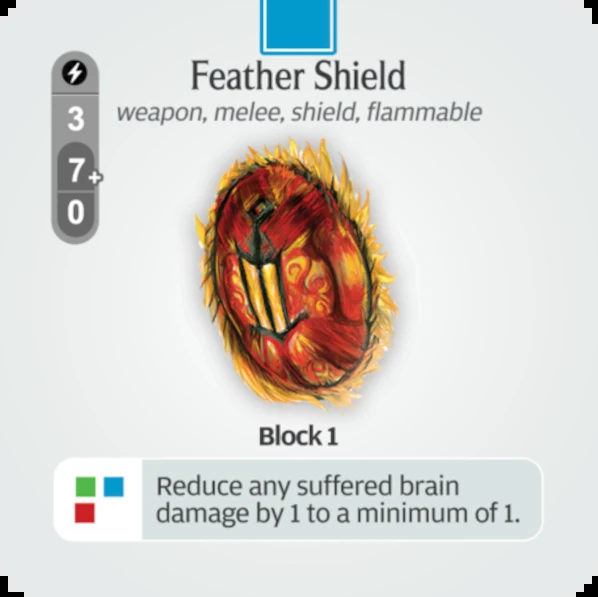 Feather Shield
weapon, melee, shield, flammable
3
7+
0
Block 1
Reduce any suffered brain
damage by 1 to a minimum of 1.